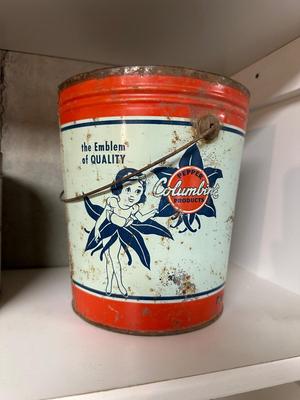 the Emblem
of QUALITY
PEPPER
Columbine
PRODUCTS